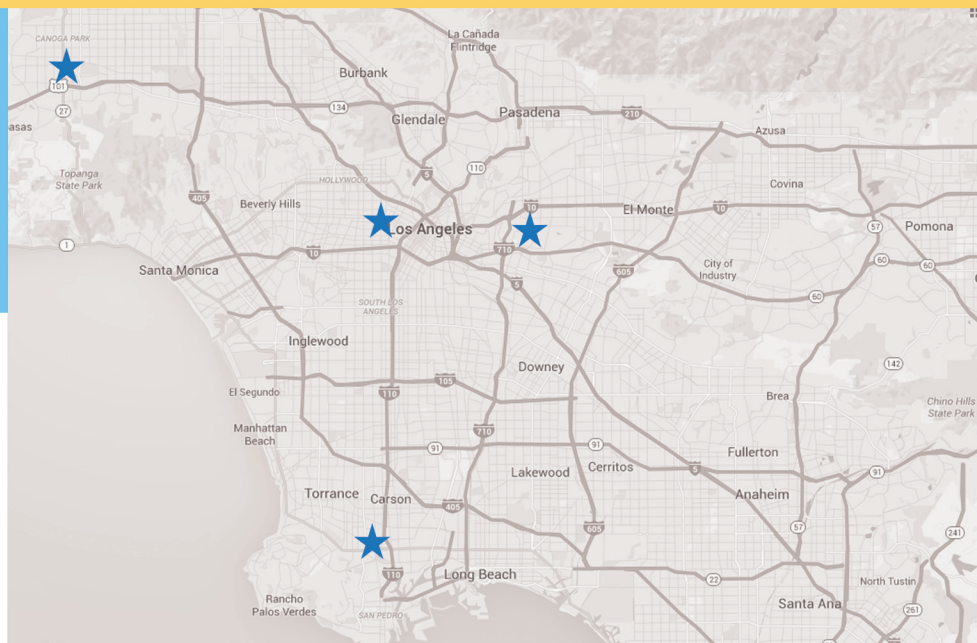 La Cañada
Flintridge
CANOGA PARK
Burbank
101
134
Pasadena
210
Glendale
27
Azusa
110
5
Topanga
State Park
HOLLYWOOD
Covina
405
Beverly Hills
10
El Monte
10
Los Angeles
57
Pomona
1
10
710
60
60
Santa Monica
605
City of
Industry
5
60
SOUTH LOS
ANGELES
Inglewood
142
Downey
105
El Segundo
110
Brea
Chino Hills
State Park
Manhattan
Beach
710
91
91
Fullerton
Lakewood
Cerritos
5
91
Torrance
Carson
Anaheim
405
605
57
241
110
Long Beach
22
North Tustin
Rancho
Palos Verdes
SAN PEDRO
Santa Ana
261